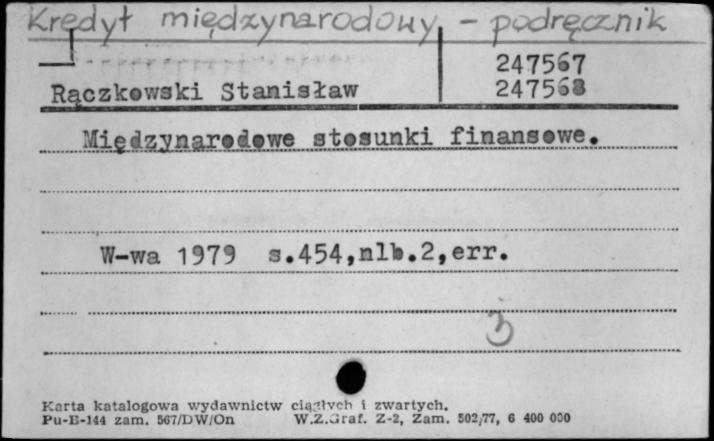 Kredyt międzynarodowy - podręcznik
247567
Rączkowski Stanisław 247568
Międzynarodowe stosunki finansowe.
W-wa 1979 s.454,nlb.2,err.
3
Karta katalogowa wydawnictw ciągłych i zwartych.
Pu-B-144 zam. 567/DW/On W.Z.Graf. Z-2, Zam. 502/77, 6 400 000